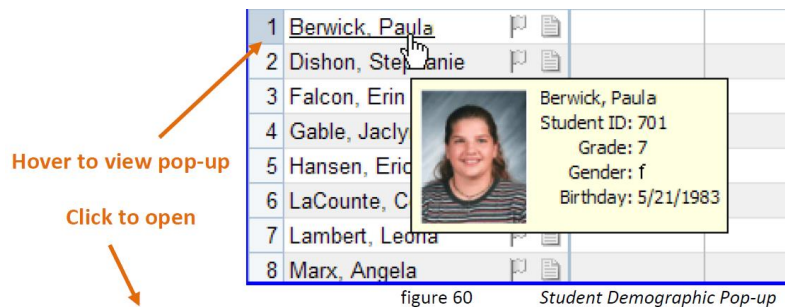 1 Berwick, Paula
2 Dishon, Stephanie
3 Falcon, Erin
4 Gable, Jacly
5 Hansen, Eric
6 LaCounte, C
7 Lambert, Leona
8 Marx, Angela
Berwick, Paula
Student ID: 701
Grade: 7
Gender: f
Birthday: 5/21/1983
Hover to view pop-up
Click to open
figure 60 Student Demographic Pop-up